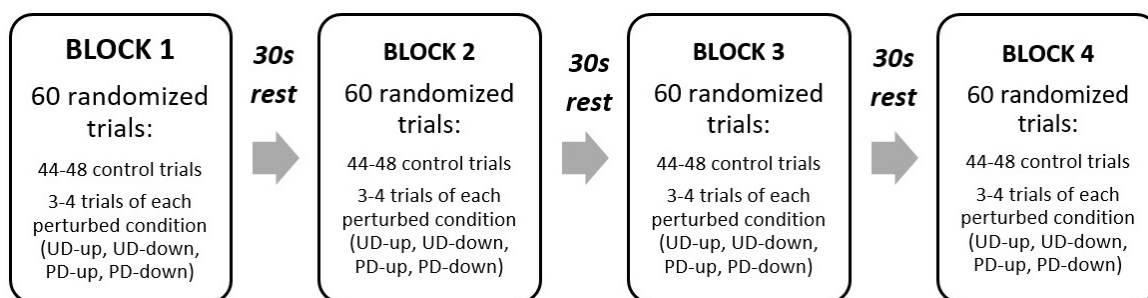 BLOCK 1
60 randomized
trials:
44-48 control trials
3-4 trials of each
perturbed condition
(UD-up, UD-down,
PD-up, PD-down)
30s
rest
BLOCK 2
60 randomized
trials:
44-48 control trials
3-4 trials of each
perturbed condition
(UD-up, UD-down,
PD-up, PD-down)
30s
rest
BLOCK 3
60 randomized
trials:
44-48 control trials
3-4 trials of each
perturbed condition
(UD-up, UD-down,
PD-up, PD-down)
30s
rest
BLOCK 4
60 randomized
trials:
44-48 control trials
3-4 trials of each
perturbed condition
(UD-up, UD-down,
PD-up, PD-down)